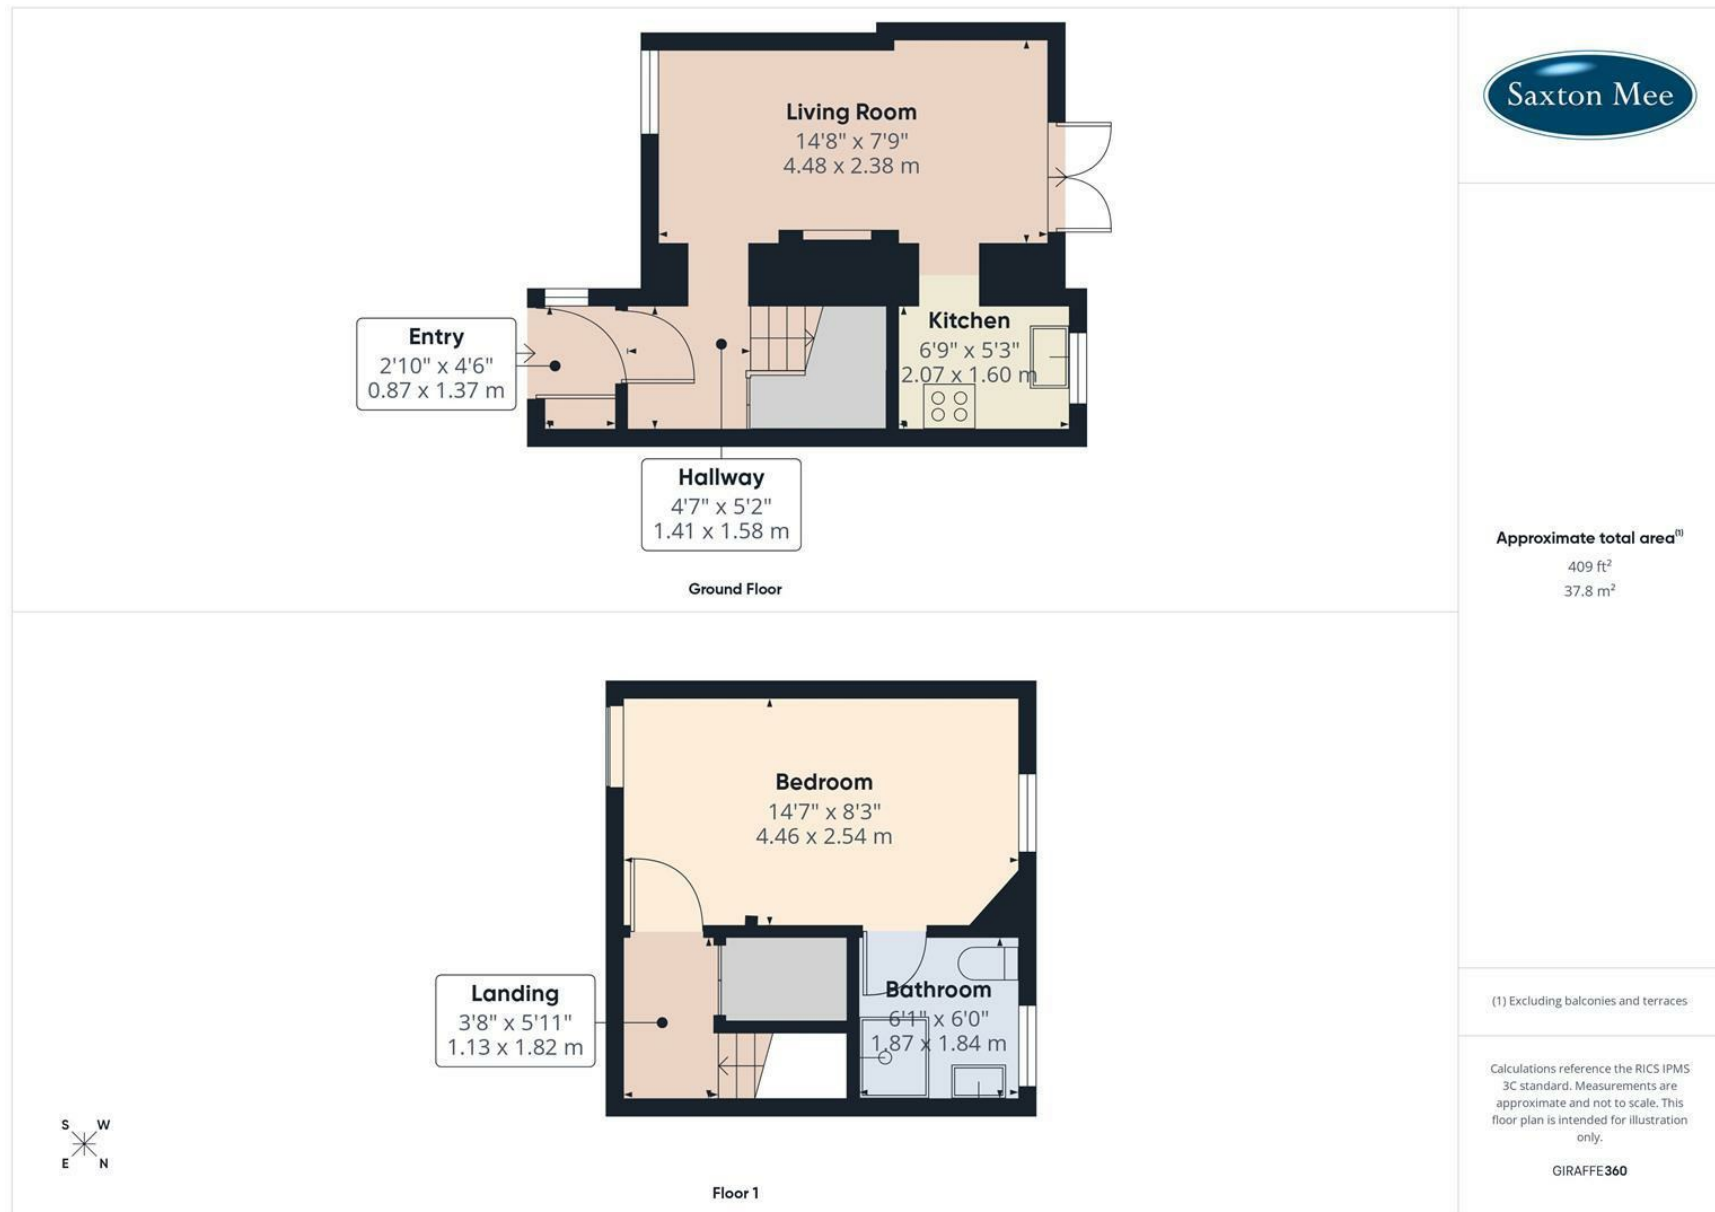 Living Room
14'8" x 7'9"
4.48 x 2.38 m
Entry
2'10" x 4'6"
0.87 x 1.37 m
Kitchen
6'9" x 5'3"
2.07 x 1.60 m
Hallway
4'7" x 5'2"
1.41 x 1.58 m
Ground Floor
Bedroom
14'7" x 8'3"
4.46 x 2.54 m
Landing
3'8" x 5'11"
1.13 x 1.82 m
Bathroom
6'1" x 6'0"
1.87 x 1.84 m
S W
E N
Floor 1
Saxton Mee
Approximate total area(1)
409 ft²
37.8 m²
(1) Excluding balconies and terraces
Calculations reference the RICS IPMS
3C standard. Measurements are
approximate and not to scale. This
floor plan is intended for illustration
only.
GIRAFFE360